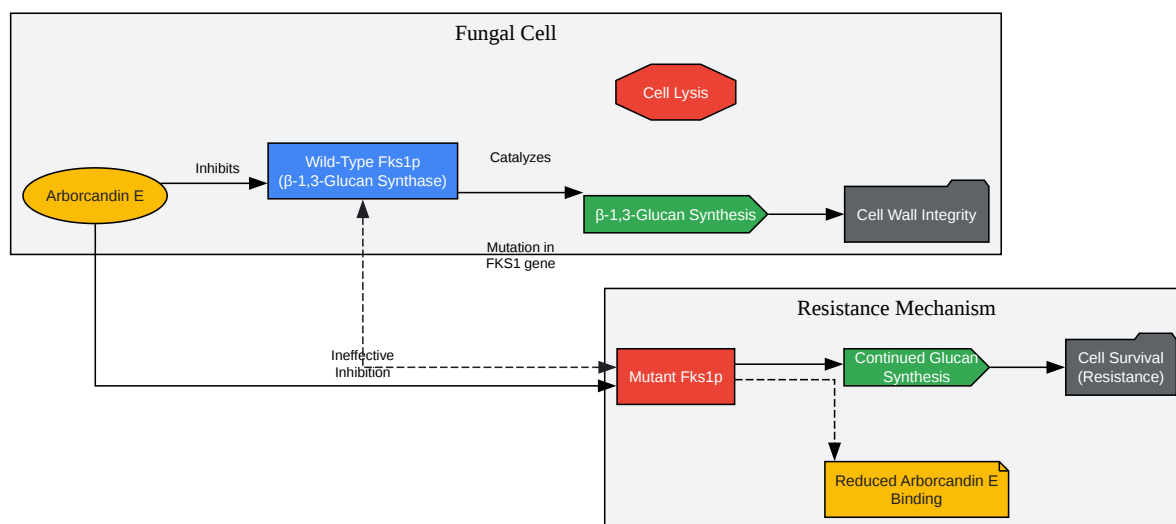 Fungal Cell
Cell Lysis
Arborcandin E
Inhibits
Wild-Type Fks1p
(β-1,3-Glucan Synthase)
Catalyzes
β-1,3-Glucan Synthesis
Cell Wall Integrity
Mutation in
FKS1 gene
Resistance Mechanism
Ineffective
Inhibition
Mutant Fks1p
Continued Glucan
Synthesis
Cell Survival
(Resistance)
Reduced Arborcandin E
Binding